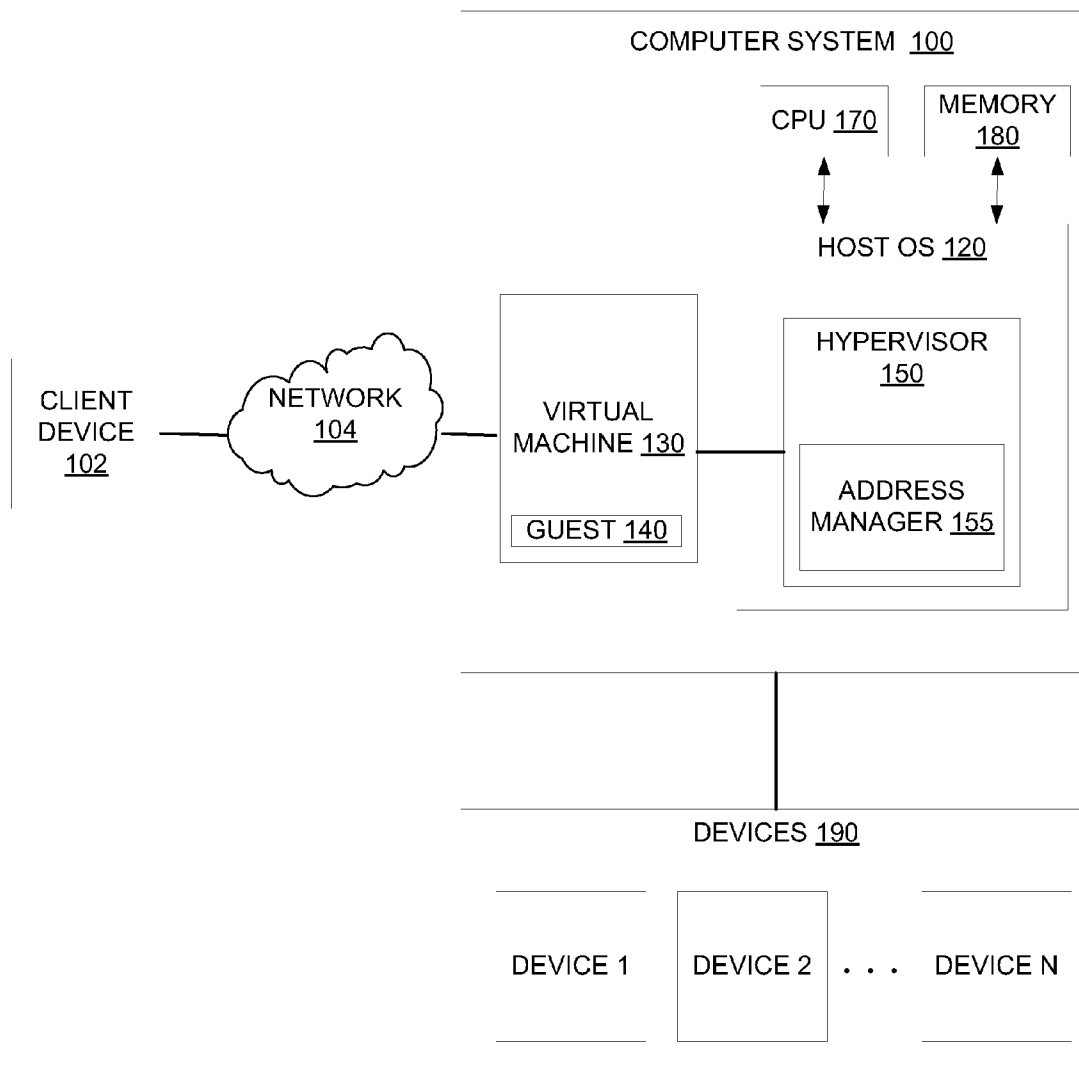 COMPUTER SYSTEM 100
CPU 170
MEMORY
180
HOST OS 120
HYPERVISOR
150
CLIENT
DEVICE
102
NETWORK
104
VIRTUAL
MACHINE 130
ADDRESS
MANAGER 155
GUEST 140
DEVICES 190
DEVICE 1
DEVICE 2
. . .
DEVICE N